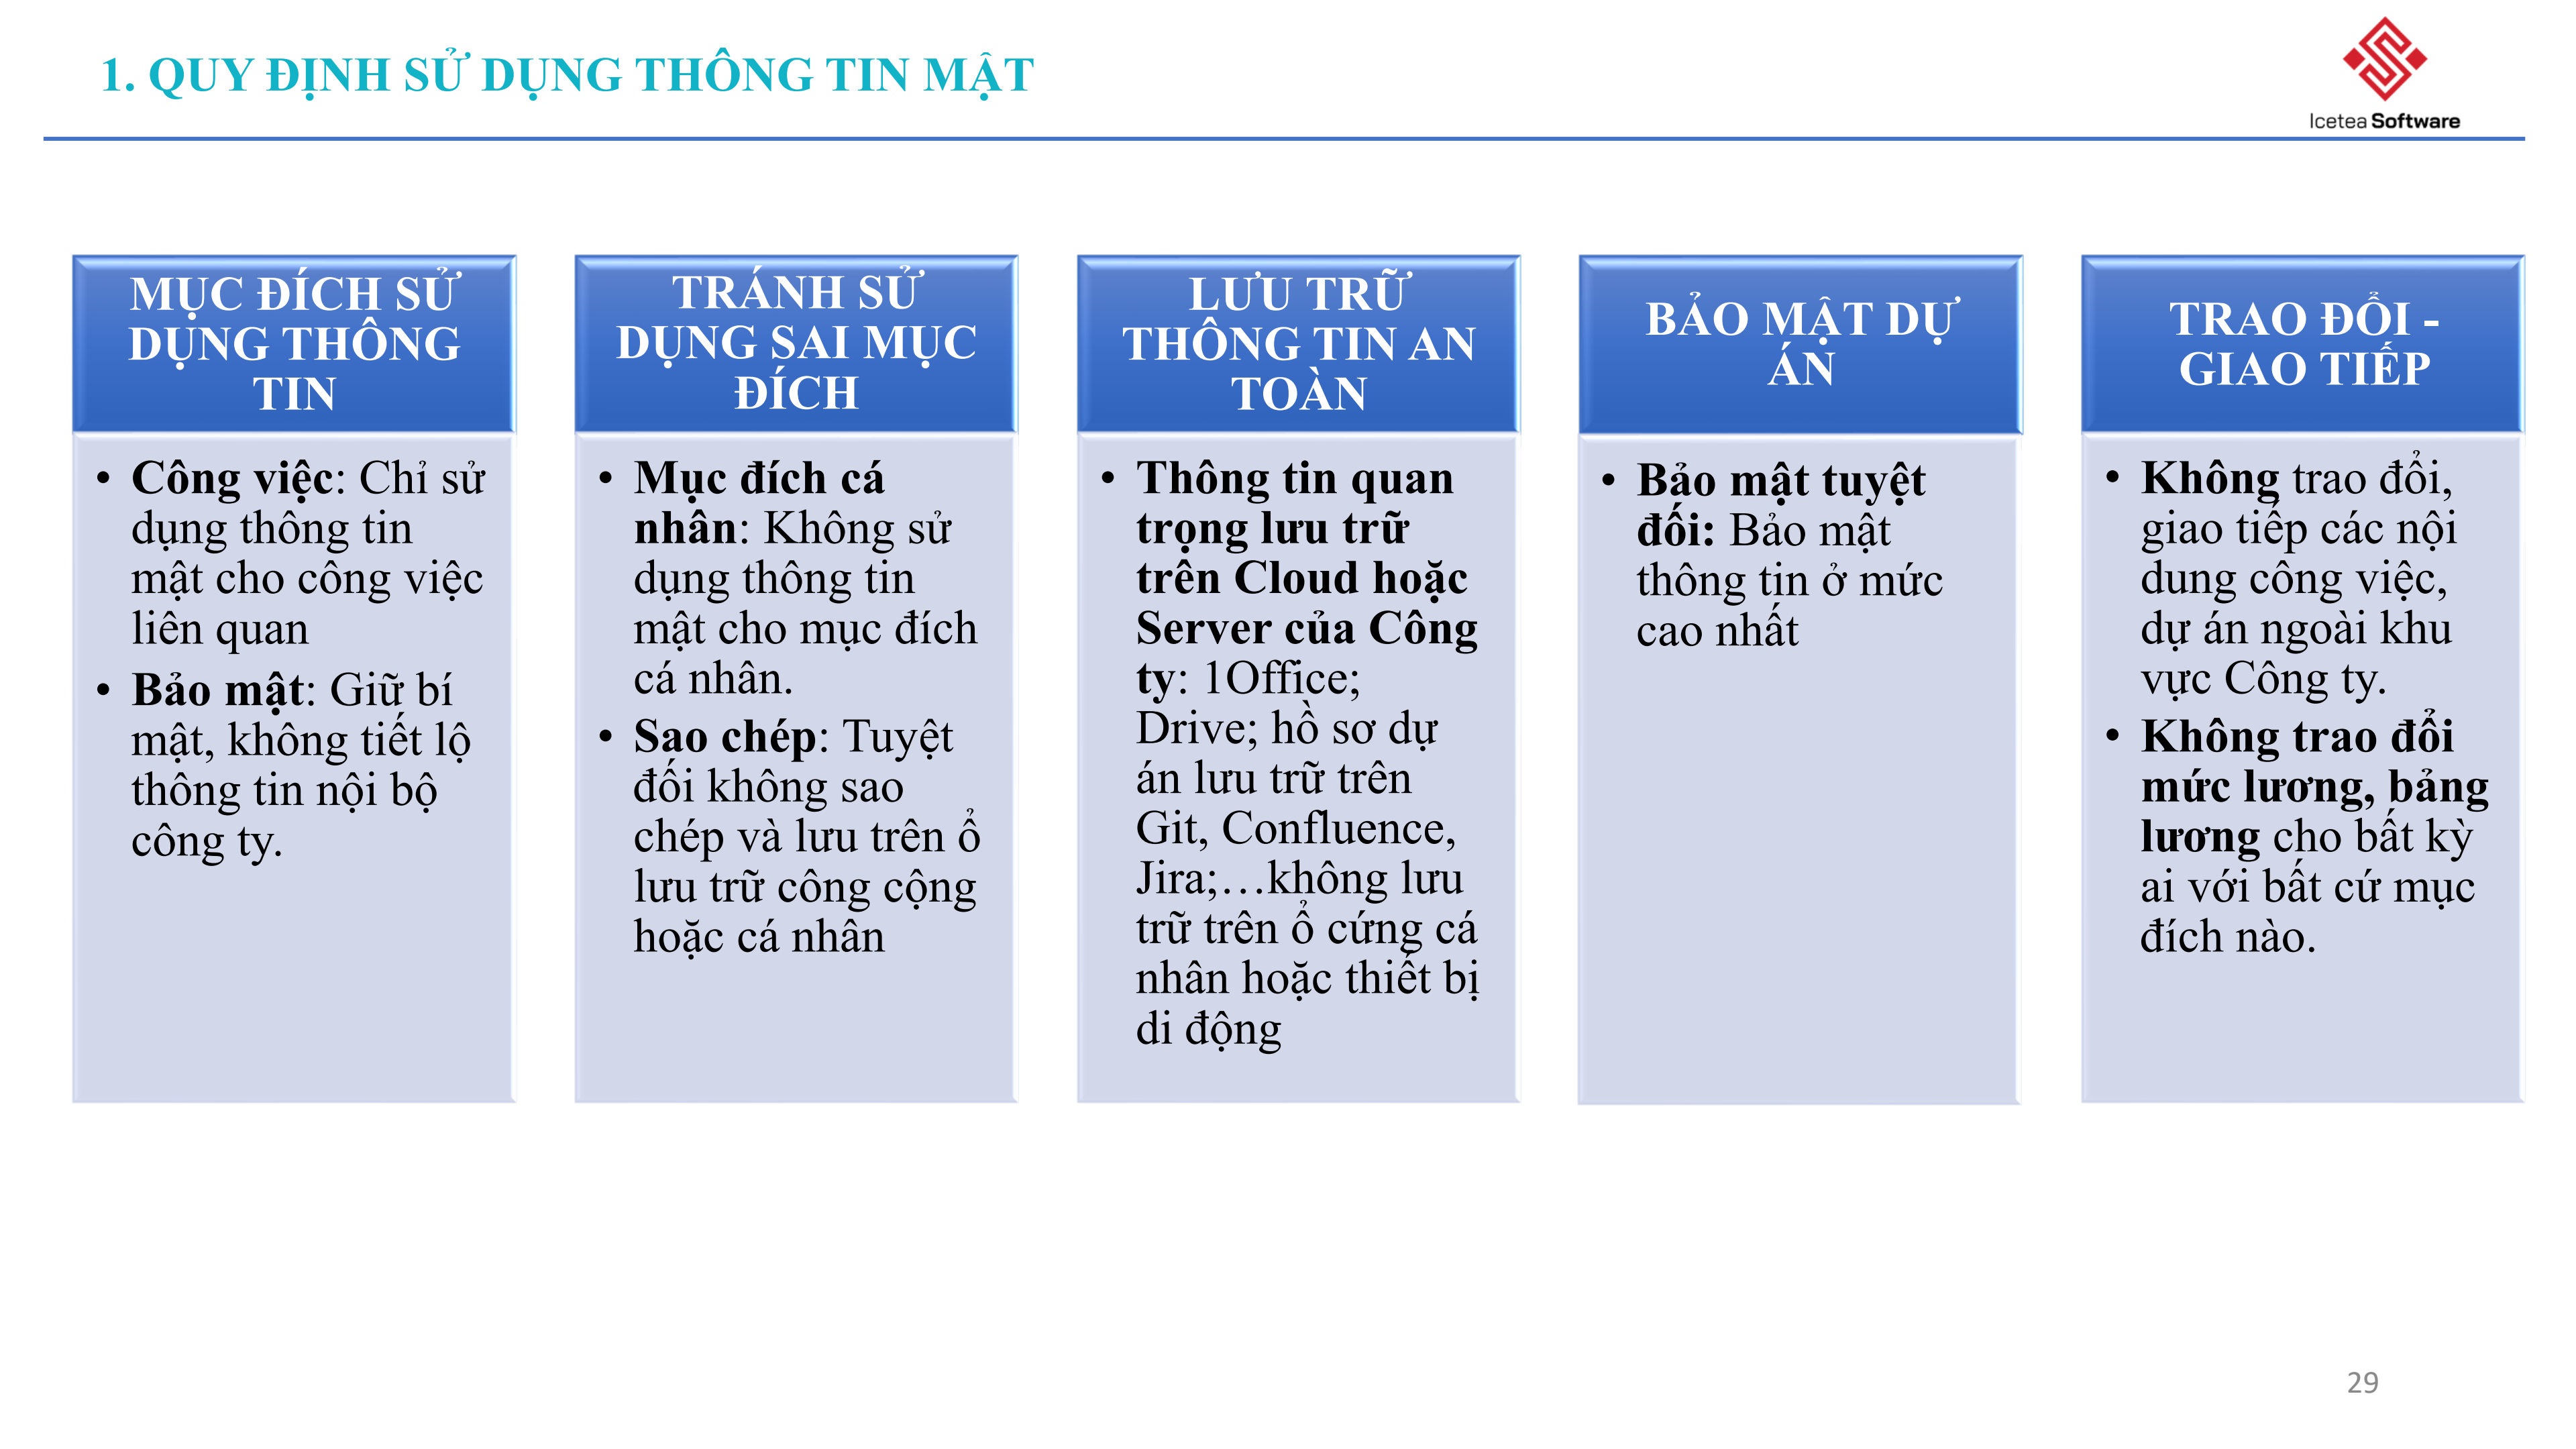 1. QUY ĐỊNH SỬ DỤNG THÔNG TIN MẬT
Icetea Software
MỤC ĐÍCH SỬ
DỤNG THÔNG
TIN
• Công việc: Chỉ sử
dụng thông tin
mật cho công việc
liên quan
• Bảo mật: Giữ bí
mật, không tiết lộ
thông tin nội bộ
công ty.
TRÁNH SỬ
DỤNG SAI MỤC
ĐÍCH
• Mục đích cá
nhân: Không sử
dụng thông tin
mật cho mục đích
cá nhân.
• Sao chép: Tuyệt
đối không sao
chép và lưu trên ổ
lưu trữ công cộng
hoặc cá nhân
LƯU TRỮ
THÔNG TIN AN
TOÀN
• Thông tin quan
trọng lưu trữ
trên Cloud hoặc
Server của Công
ty: 1Office;
Drive; hồ sơ dự
án lưu trữ trên
Git, Confluence,
Jira;…không lưu
trữ trên ổ cứng cá
nhân hoặc thiết bị
di động
BẢO MẬT DỰ
ÁN
• Bảo mật tuyệt
đối: Bảo mật
thông tin ở mức
cao nhất
TRAO ĐỔI -
GIAO TIẾP
• Không trao đổi,
giao tiếp các nội
dung công việc,
dự án ngoài khu
vực Công ty.
• Không trao đổi
mức lương, bảng
lương cho bất kỳ
ai với bất cứ mục
đích nào.
29